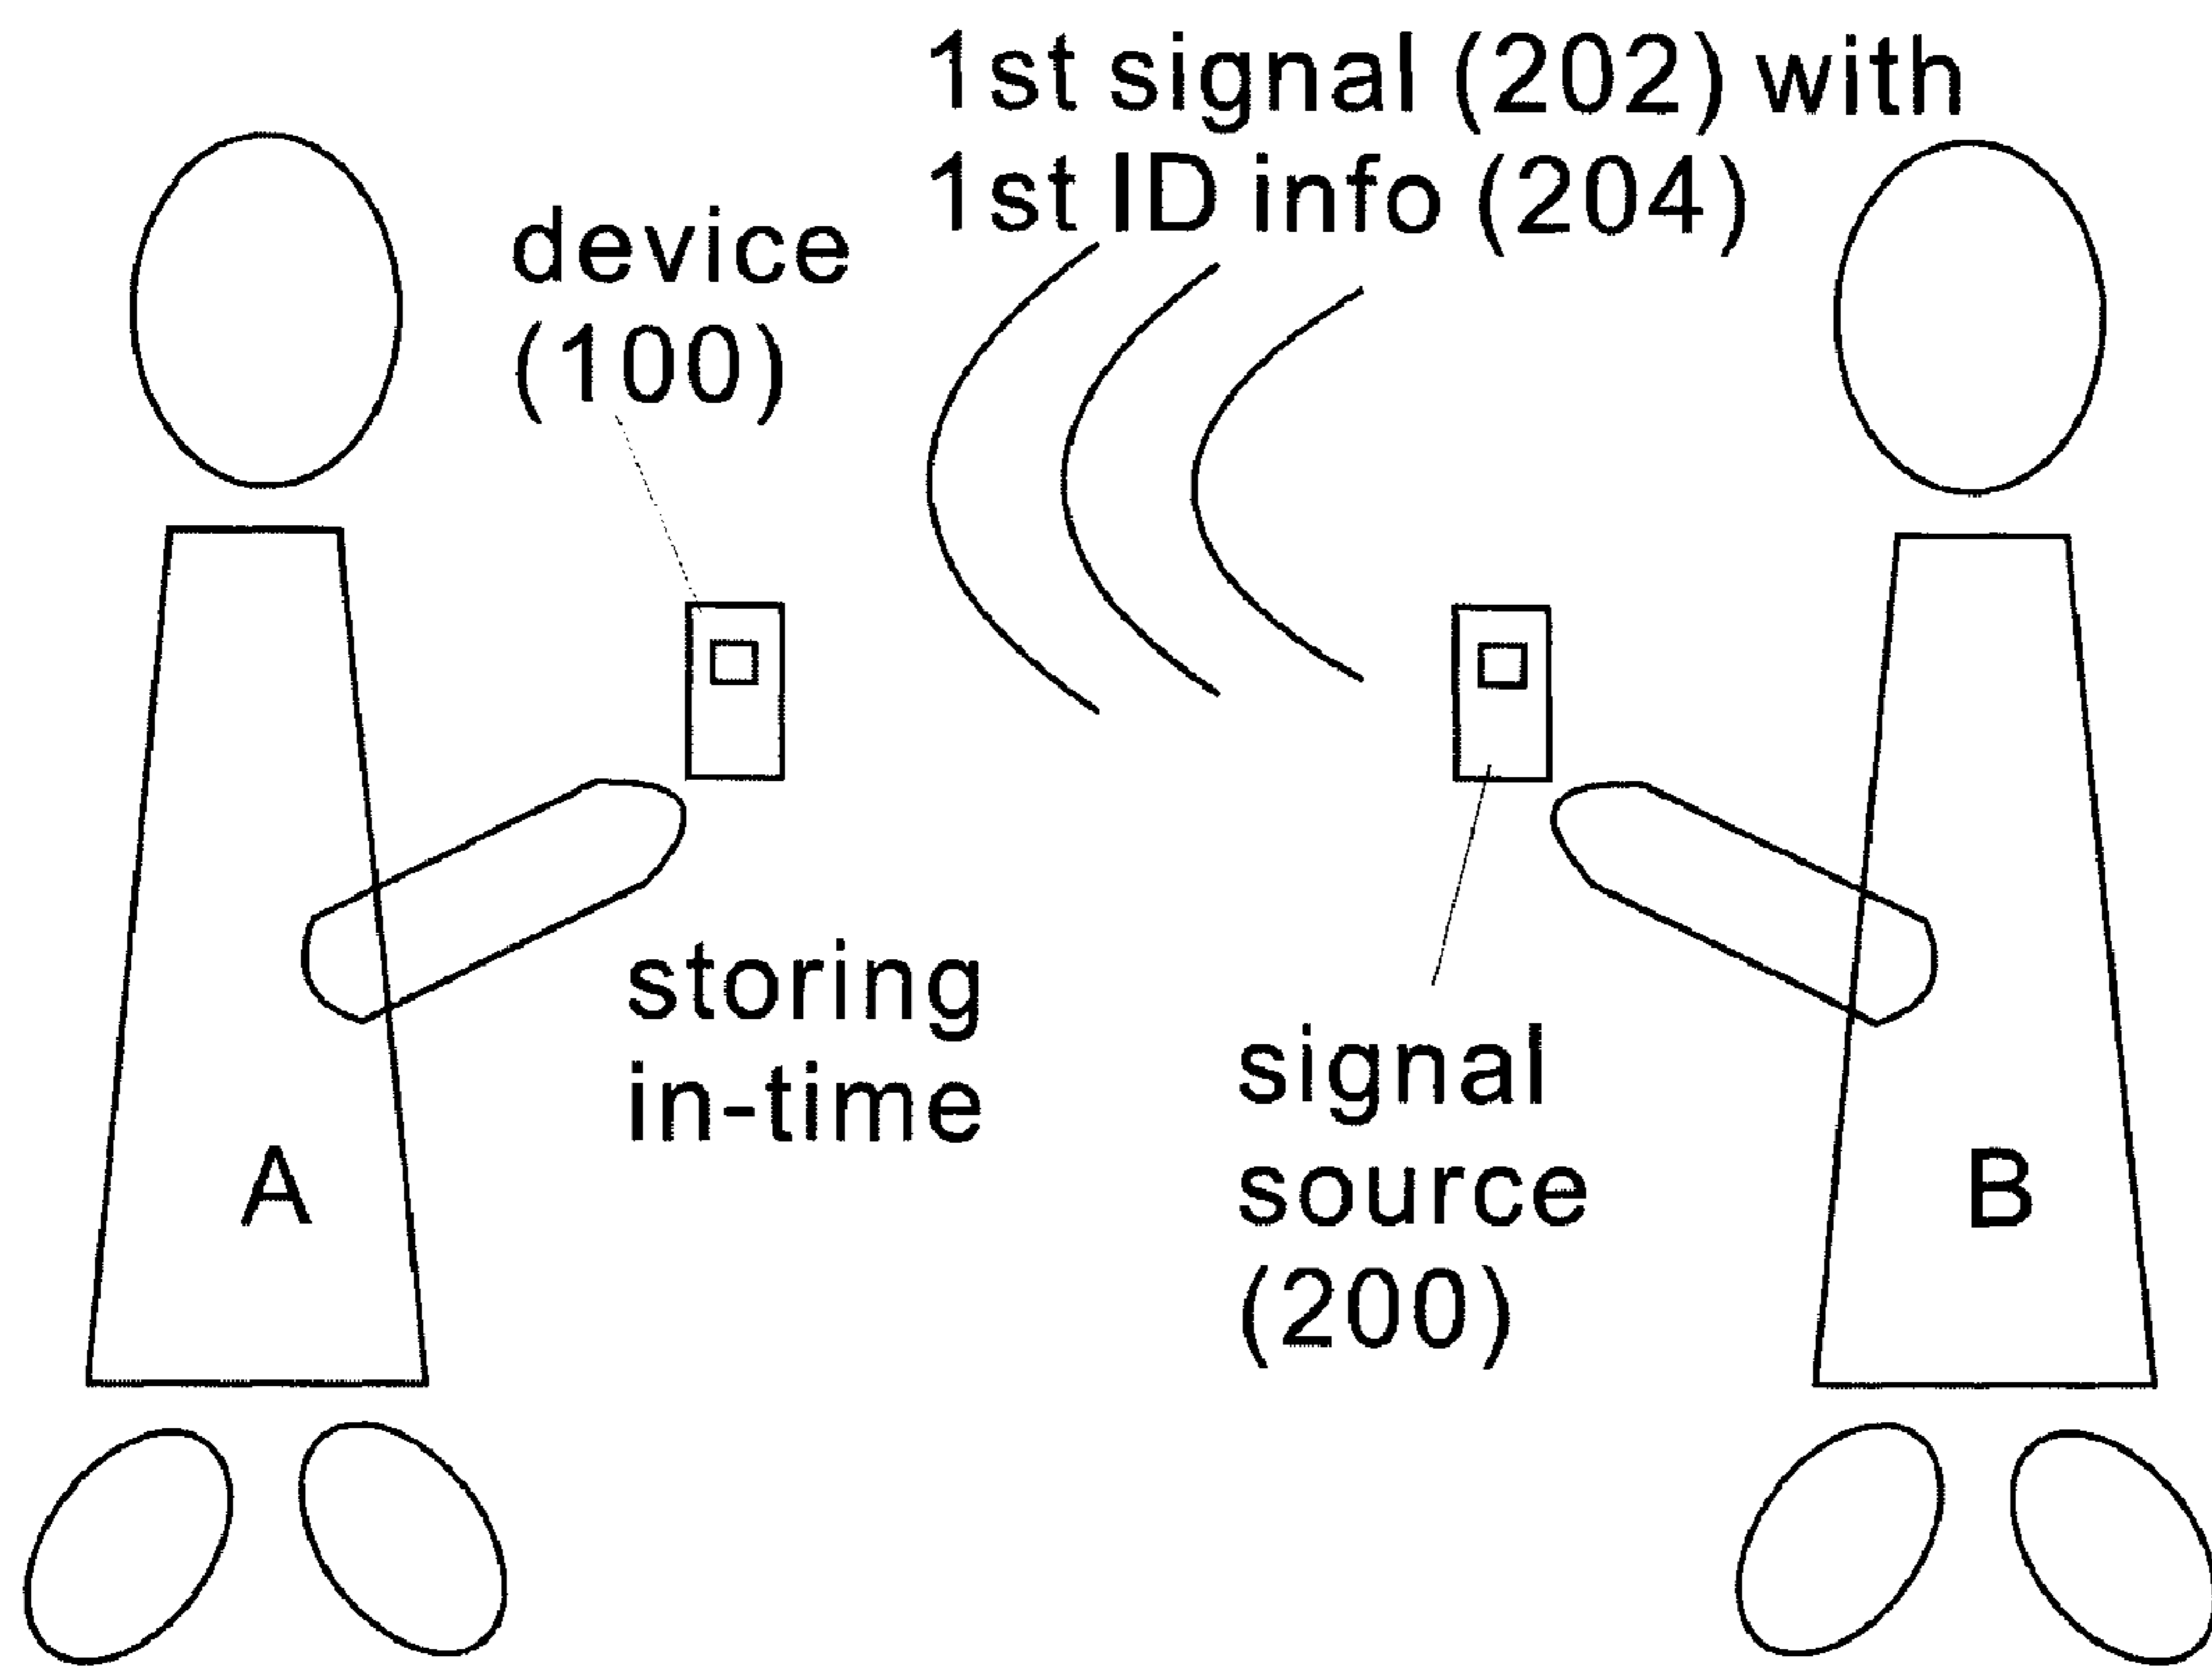 1st signal (202) with
1st ID info (204)
device
(100)
storing
in-time
signal
source
(200)
A
B